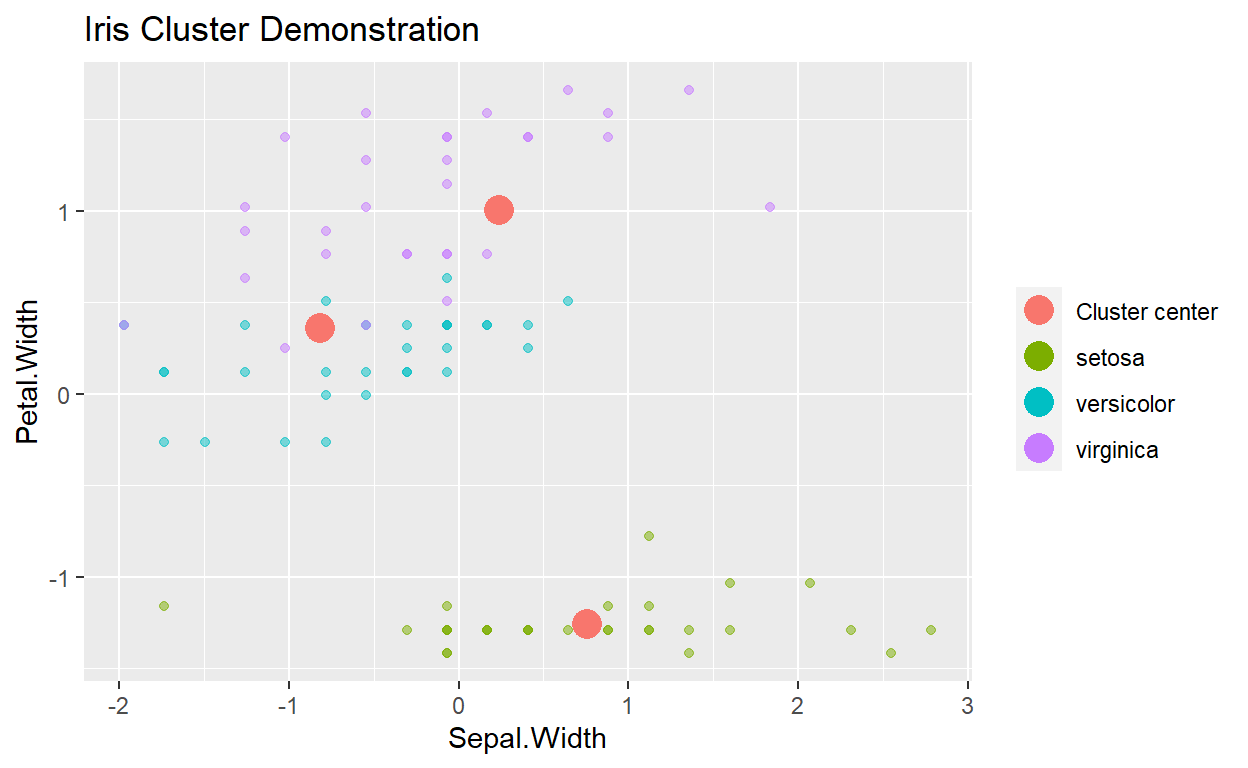 Iris Cluster Demonstration
Petal.Width
1
0
-1
-2 -1 0 1 2 3
Sepal.Width
Cluster center
setosa
versicolor
virginica